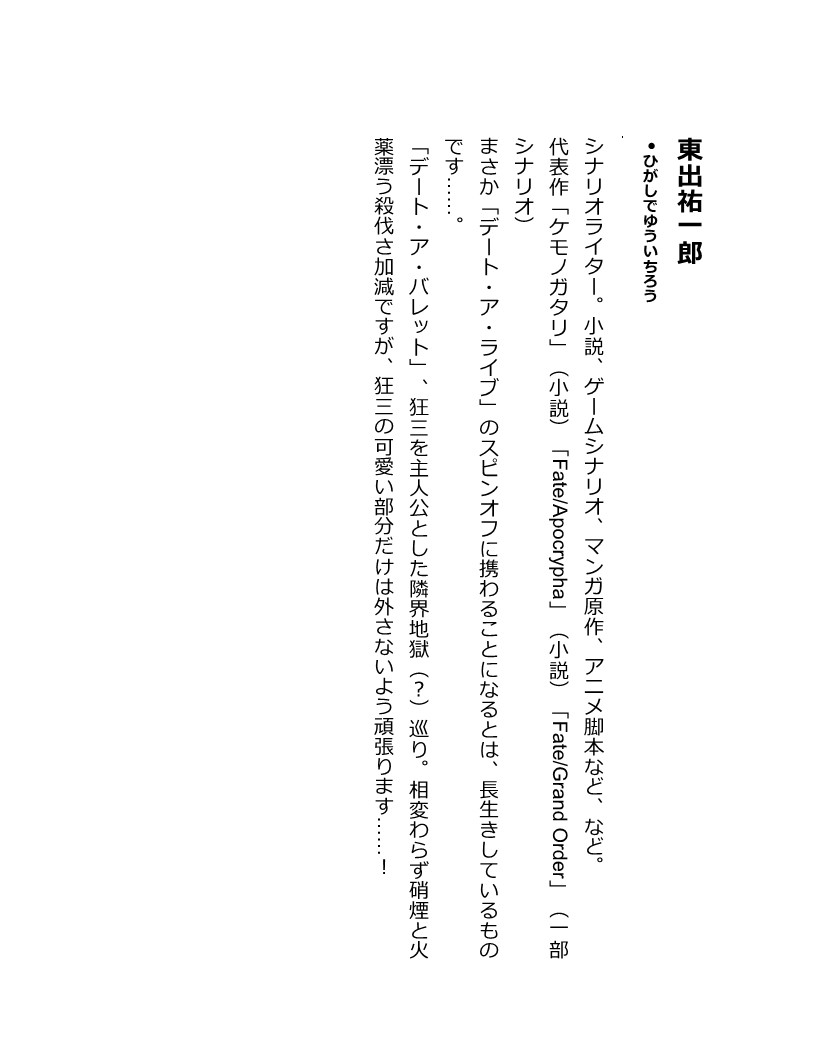 東出祐一郎
•ひがしでゆういちろう
シナリオライター。小説、ゲームシナリオ、マンガ原作、アニメ脚本など、など。
代表作「ケモノガタリ」（小説）「Fate/Apocrypha」（小説）「Fate/Grand Order」（一部
シナリオ）
まさか「デート・ア・ライブ」のスピンオフに携わることになるとは、長生きしているもの
です……。
「デート・ア・バレット」、狂三を主人公とした隣界地獄（？）巡り。相変わらず硝煙と火
薬漂う殺伐さ加減ですが、狂三の可愛い部分だけは外さないよう頑張ります……！